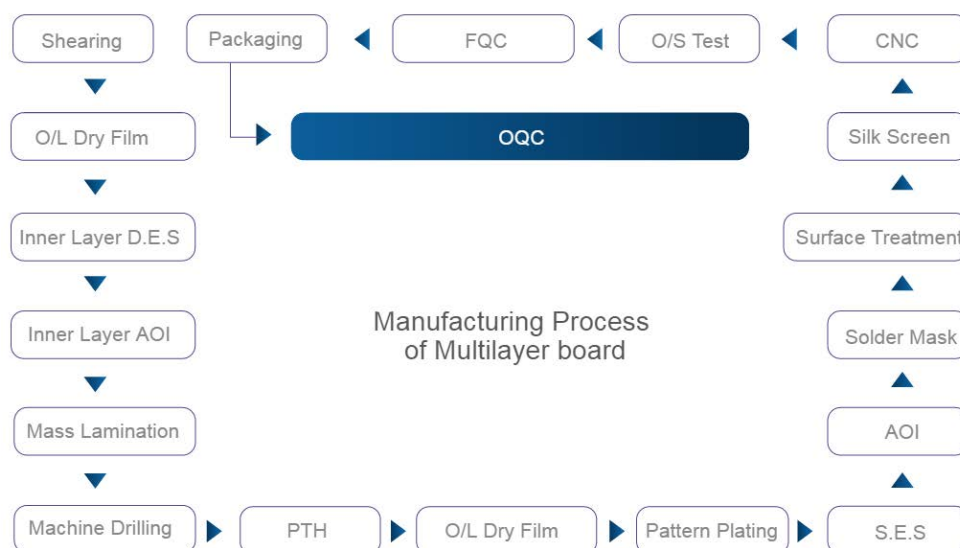 Shearing
Packaging
FQC
O/S Test
CNC
O/L Dry Film
OQC
Silk Screen
Inner Layer D.E.S
Surface Treatment
Inner Layer AOI
Manufacturing Process
of Multilayer board
Solder Mask
Mass Lamination
AOI
Machine Drilling
PTH
O/L Dry Film
Pattern Plating
S.E.S